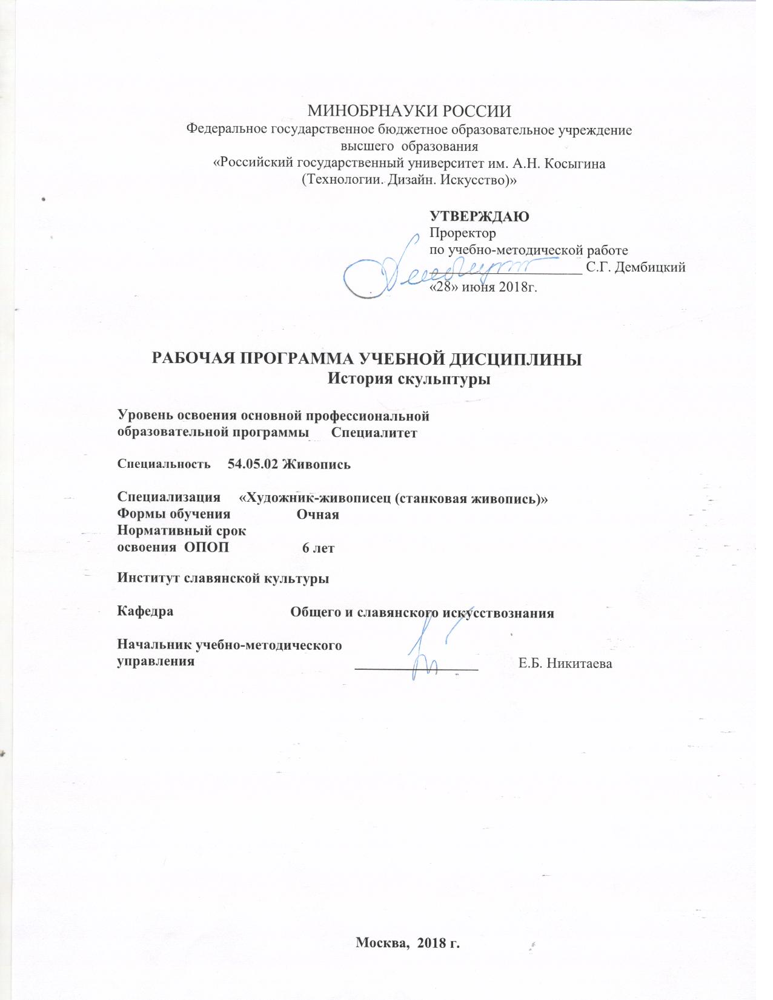 МИНОБРНАУКИ РОССИИ
Федеральное государственное бюджетное образовательное учреждение
высшего образования
«Российский государственный университет им. А.Н. Косыгина
(Технологии. Дизайн. Искусство)»
УТВЕРЖДАЮ
Проректор
по учебно-методической работе
С.Г. Дембицкий
«28» июня 2018г.
РАБОЧАЯ ПРОГРАММА УЧЕБНОЙ ДИСЦИПЛИНЫ
История скульптуры
Уровень освоения основной профессиональной
образовательной программы Специалитет
Специальность 54.05.02 Живопись
Специализация «Художник-живописец (станковая живопись)»
Формы обучения Очная
Нормативный срок
освоения ОПОП 6 лет
Институт славянской культуры
Кафедра Общего и славянского искусствознания
Начальник учебно-методического
управления Е.Б. Никитаева
Москва, 2018 г.